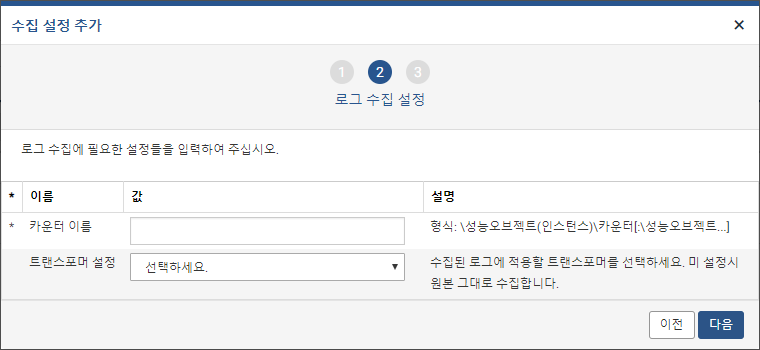 수집 설정 추가 ×
1 2 3
로그 수집 설정
로그 수집에 필요한 설정들을 입력하여 주십시오.
* 이름 값 설명
* 카운터 이름 형식: \성능오브젝트(인스턴스)\카운터[:\성능오브젝트...]
트랜스포머 설정 선택하세요. ▼ 수집된 로그에 적용할 트랜스포머를 선택하세요. 미 설정시
원본 그대로 수집합니다.
이전 다음